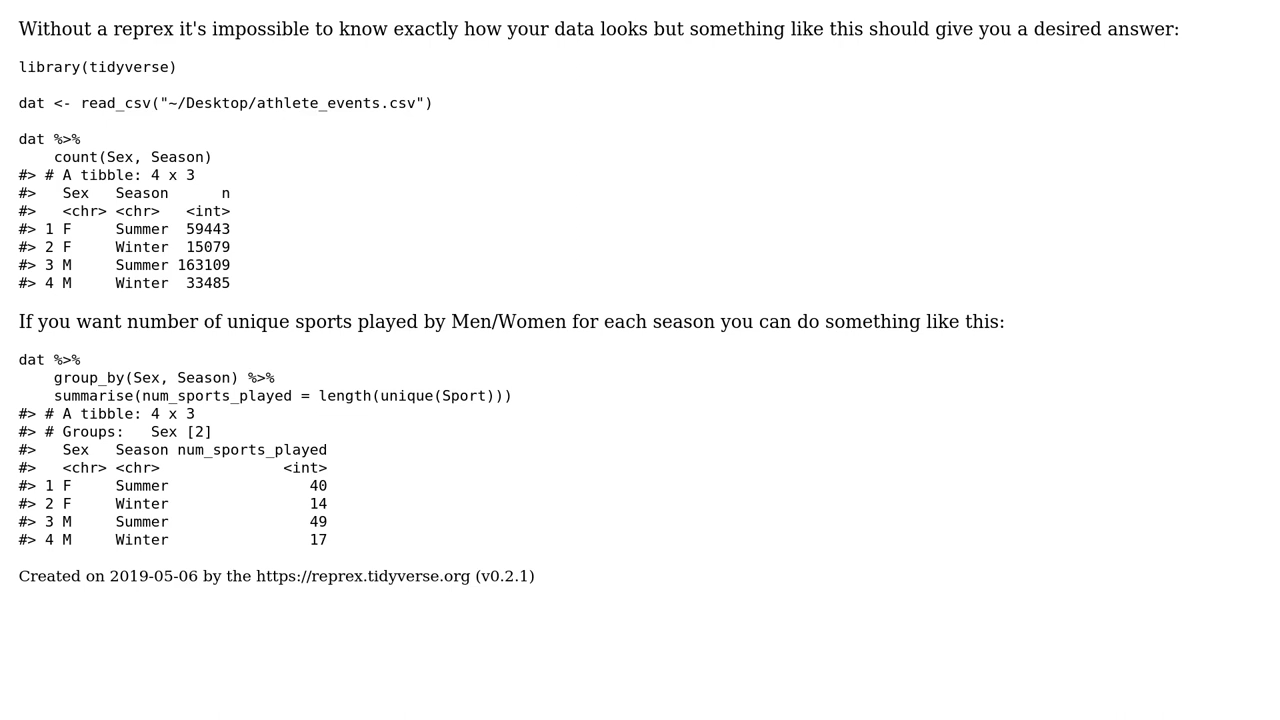 Without a reprex it's impossible to know exactly how your data looks but something like this should give you a desired answer:
library(tidyverse)
dat <- read_csv("~/Desktop/athlete_events.csv")
dat %>%
    count(Sex, Season)
#> # A tibble: 4 x 3
#>   Sex   Season      n
#>   <chr> <chr>   <int>
#> 1 F     Summer  59443
#> 2 F     Winter  15079
#> 3 M     Summer 163109
#> 4 M     Winter  33485
If you want number of unique sports played by Men/Women for each season you can do something like this:
dat %>%
    group_by(Sex, Season) %>%
    summarise(num_sports_played = length(unique(Sport)))
#> # A tibble: 4 x 3
#> # Groups:   Sex [2]
#>   Sex   Season num_sports_played
#>   <chr> <chr>              <int>
#> 1 F     Summer                40
#> 2 F     Winter                14
#> 3 M     Summer                49
#> 4 M     Winter                17
Created on 2019-05-06 by the https://reprex.tidyverse.org (v0.2.1)